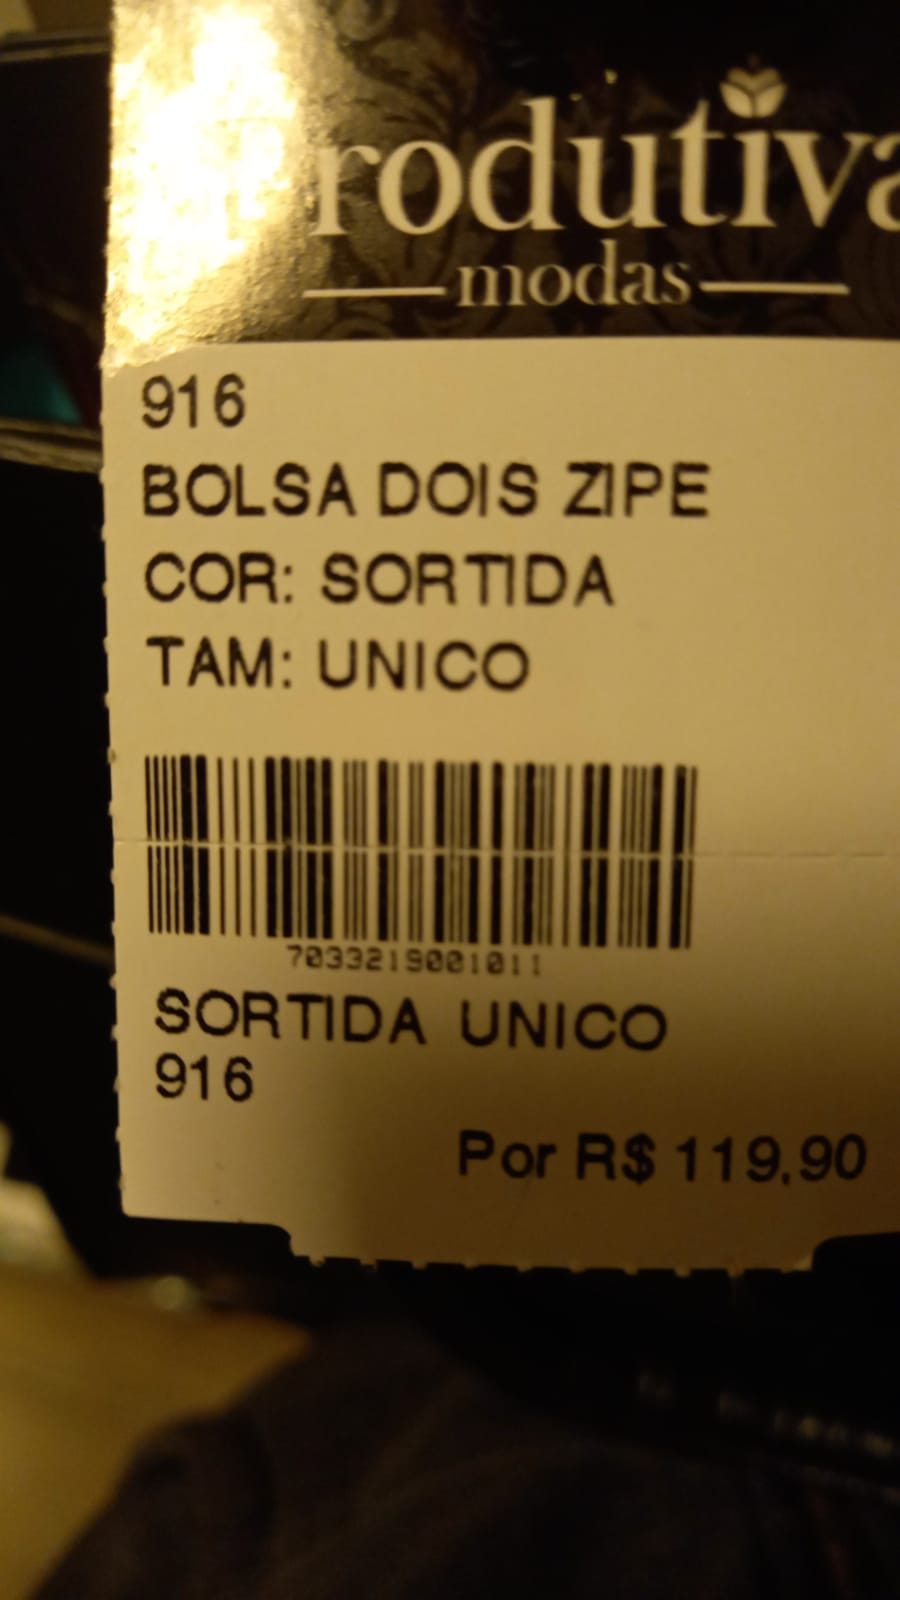 rodutiva
modas
916
BOLSA DOIS ZIPE
COR: SORTIDA
TAM: UNICO
7033219001011
SORTIDA UNICO
916
Por R$ 119,90